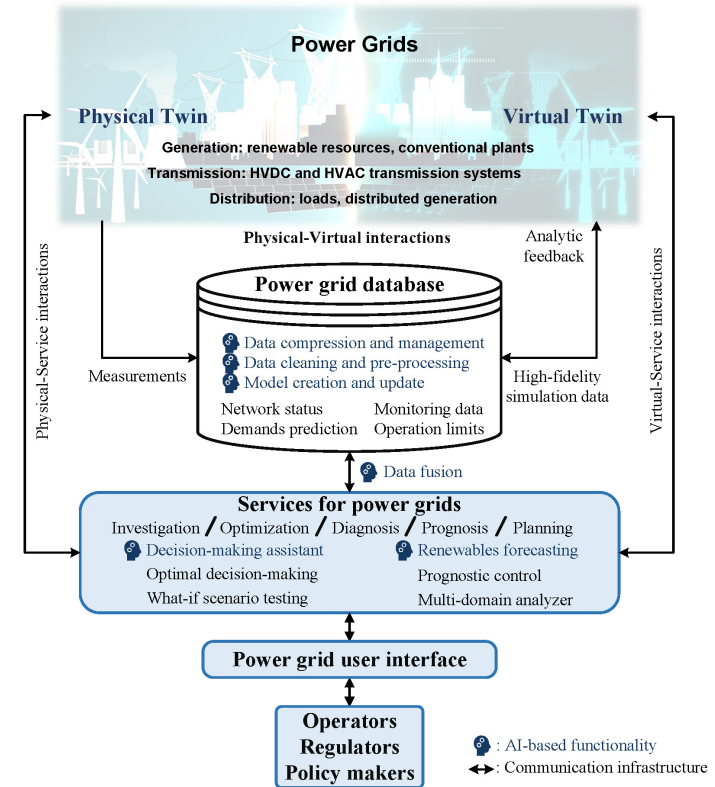 Power Grids
Physical Twin
Virtual Twin
Generation: renewable resources, conventional plants
Transmission: HVDC and HVAC transmission systems
Distribution: loads, distributed generation
Physical-Virtual interactions
Analytic
feedback
Physical-Service interactions
Virtual-Service interactions
Power grid database
Data compression and management
Data cleaning and pre-processing
Model creation and update
Network status
Monitoring data
Demands prediction
Operation limits
Measurements
High-fidelity
simulation data
Data fusion
Services for power grids
Investigation / Optimization / Diagnosis / Prognosis / Planning
Decision-making assistant
Renewables forecasting
Optimal decision-making
Prognostic control
What-if scenario testing
Multi-domain analyzer
Power grid user interface
Operators
Regulators
Policy makers
: AI-based functionality
: Communication infrastructure